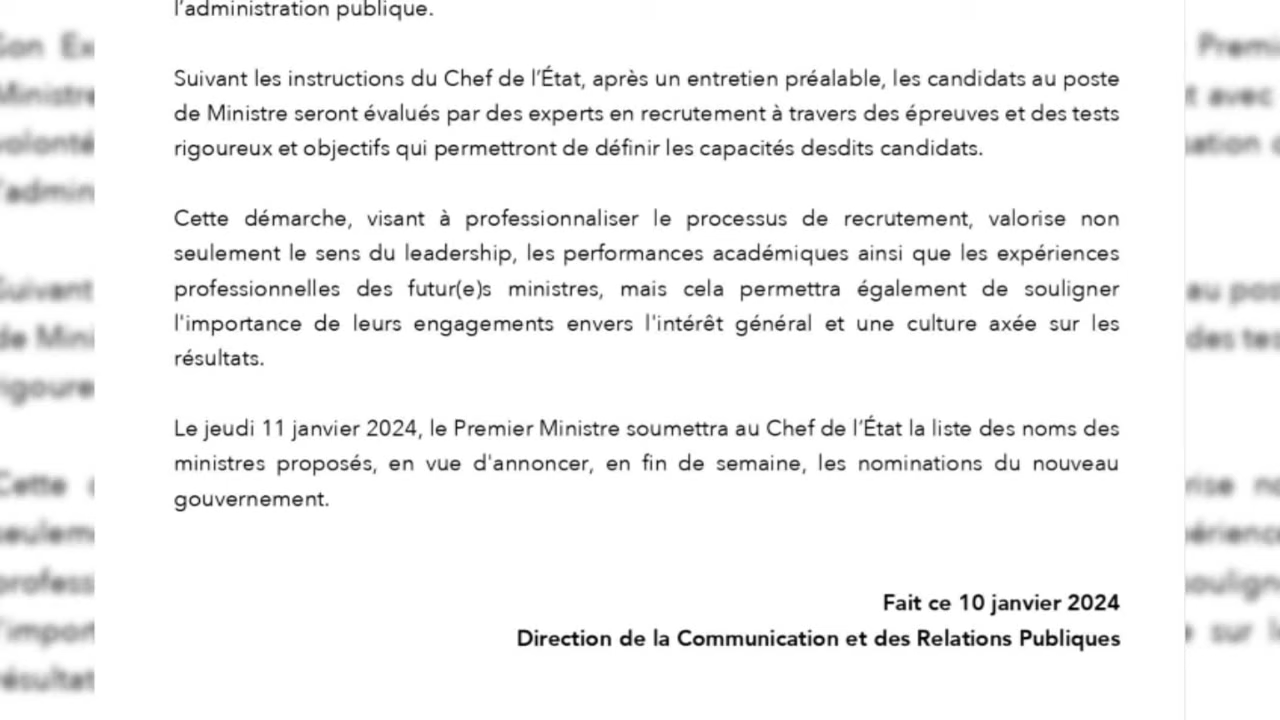 l'administration publique.
Suivant les instructions du Chef de l'État, après un entretien préalable, les candidats au poste
de Ministre seront évalués par des experts en recrutement à travers des épreuves et des tests
rigoureux et objectifs qui permettront de définir les capacités desdits candidats.
Cette démarche, visant à professionnaliser le processus de recrutement, valorise non
seulement le sens du leadership, les performances académiques ainsi que les expériences
professionnelles des futur(e)s ministres, mais cela permettra également de souligner
l'importance de leurs engagements envers l'intérêt général et une culture axée sur les
résultats.
Le jeudi 11 janvier 2024, le Premier Ministre soumettra au Chef de l'État la liste des noms des
ministres proposés, en vue d'annoncer, en fin de semaine, les nominations du nouveau
gouvernement.
Fait ce 10 janvier 2024
Direction de la Communication et des Relations Publiques